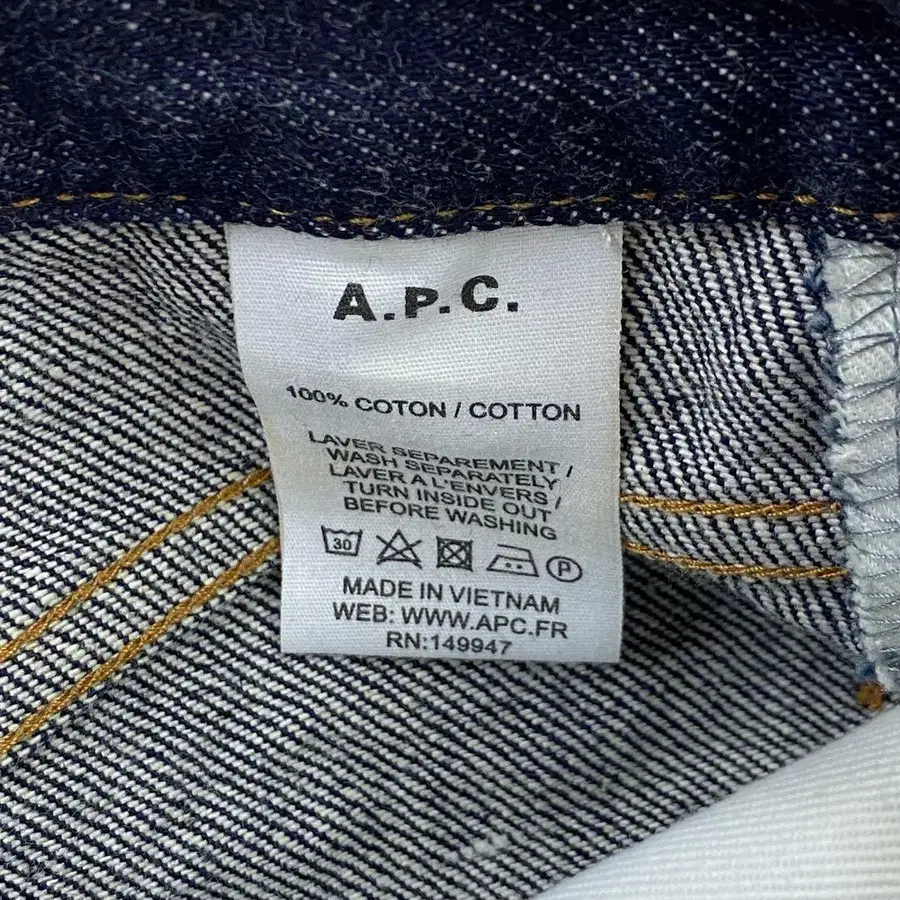 A.P.C.
100% COTON / COTTON
LAVER SEPAREMENT /
WASH SEPARATELY
LAVER A L'ENVERS /
TURN INSIDE OUT
BEFORE WASHING
30 P
MADE IN VIETNAM
WEB: WWW.APC.FR
RN:149947